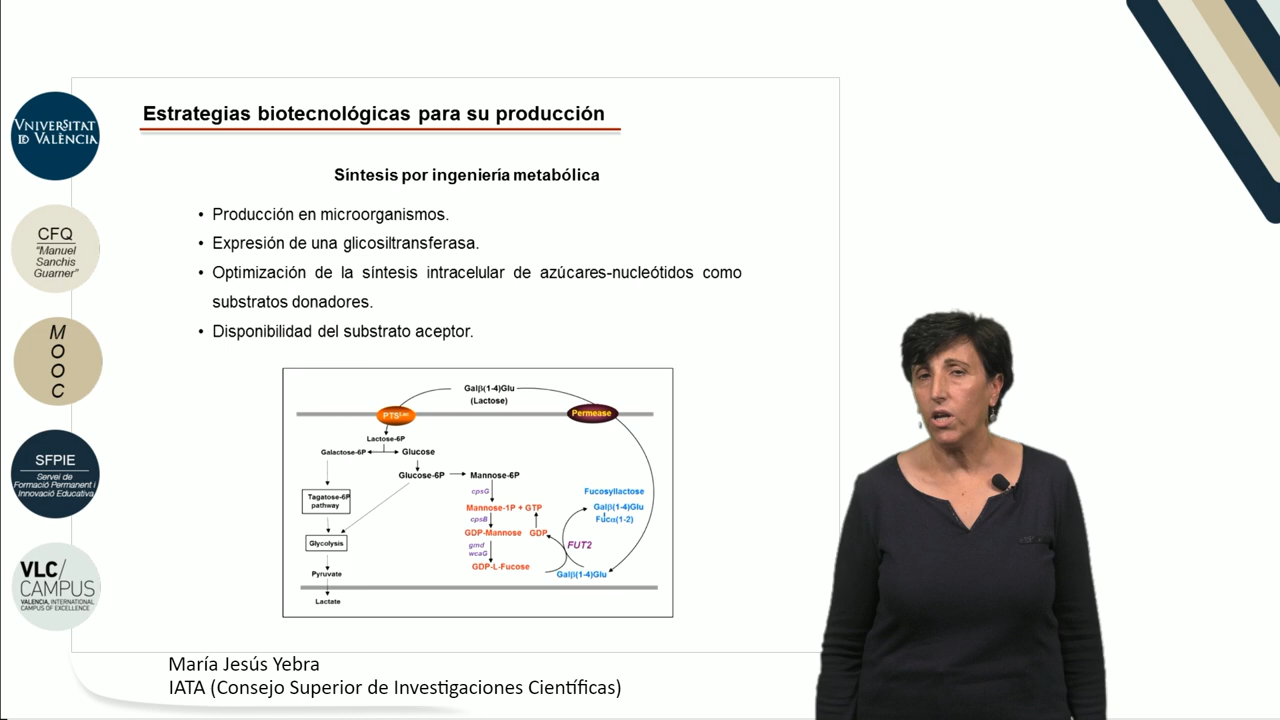 Estrategias biotecnológicas para su producción
Síntesis por ingeniería metabólica
• Producción en microorganismos.
• Expresión de una glicosiltransferasa.
• Optimización de la síntesis intracelular de azúcares-nucleótidos como
substratos donadores.
• Disponibilidad del substrato aceptor.
Galβ(1-4)Glu
(Lactose)
PTSLac
Permease
Lactose-6P
Galactose-6P
Glucose
Glucose-6P
Mannose-6P
Tagatose-6P
pathway
Glycolysis
Pyruvate
Lactate
cpsG
Mannose-1P + GTP
cpsB
GDP-Mannose
GDP
gmd
wcaG
GDP-L-Fucose
FUT2
Fucosyllactose
Galβ(1-4)Glu
Fucα(1-2)
Galβ(1-4)Glu
VNIVERSITAT
ID VALÈNCIA
CFQ
"Manuel
Sanchis
Guarner"
M
O
O
C
SFPIE
Servei de
Formació Permanent i
Innovació Educativa
VLC/
CAMPUS
VALENCIA, INTERNATIONAL
CAMPUS OF EXCELLENCE
María Jesús Yebra
IATA (Consejo Superior de Investigaciones Científicas)